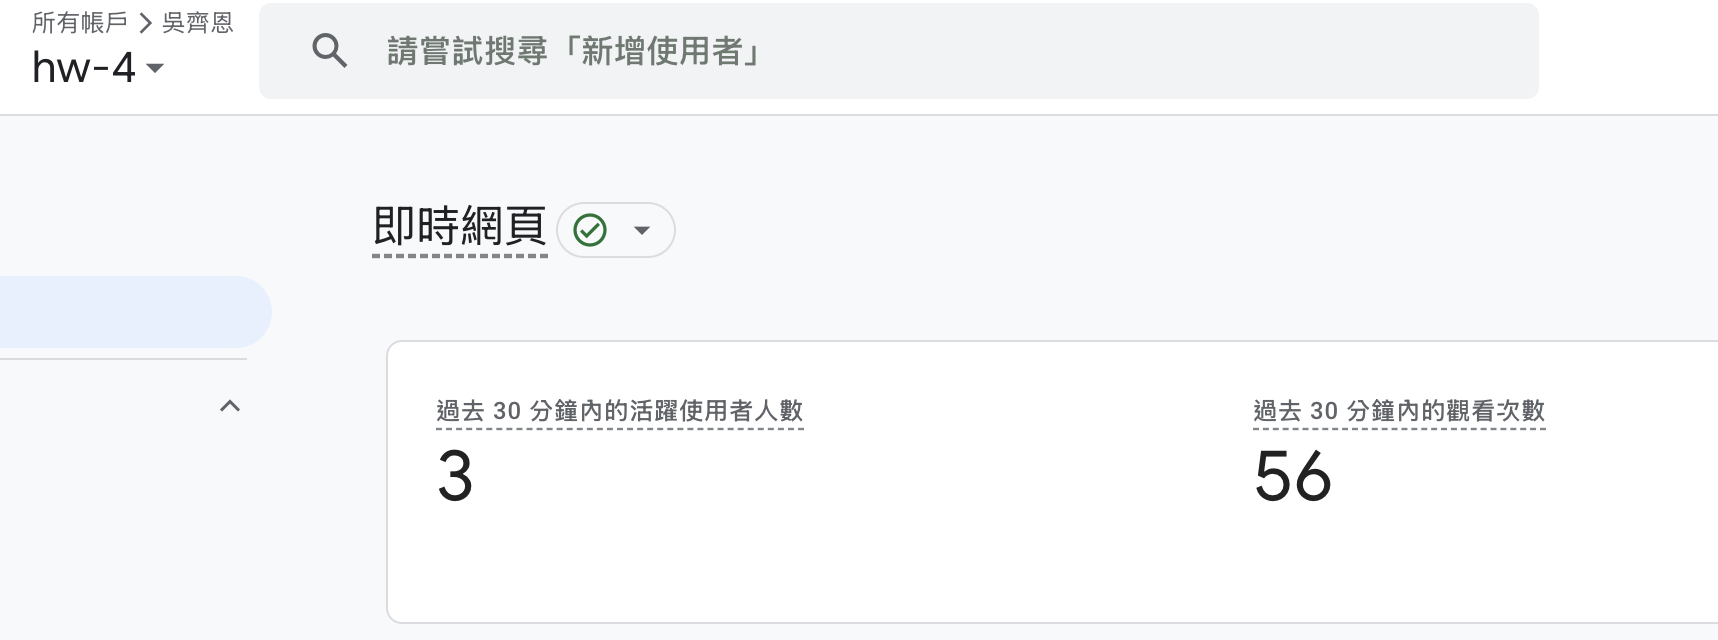 所有帳戶 > 吳齊恩
hw-4
請嘗試搜尋「新增使用者」
即時網頁
過去 30 分鐘內的活躍使用者人數
3
過去 30 分鐘內的觀看次數
56